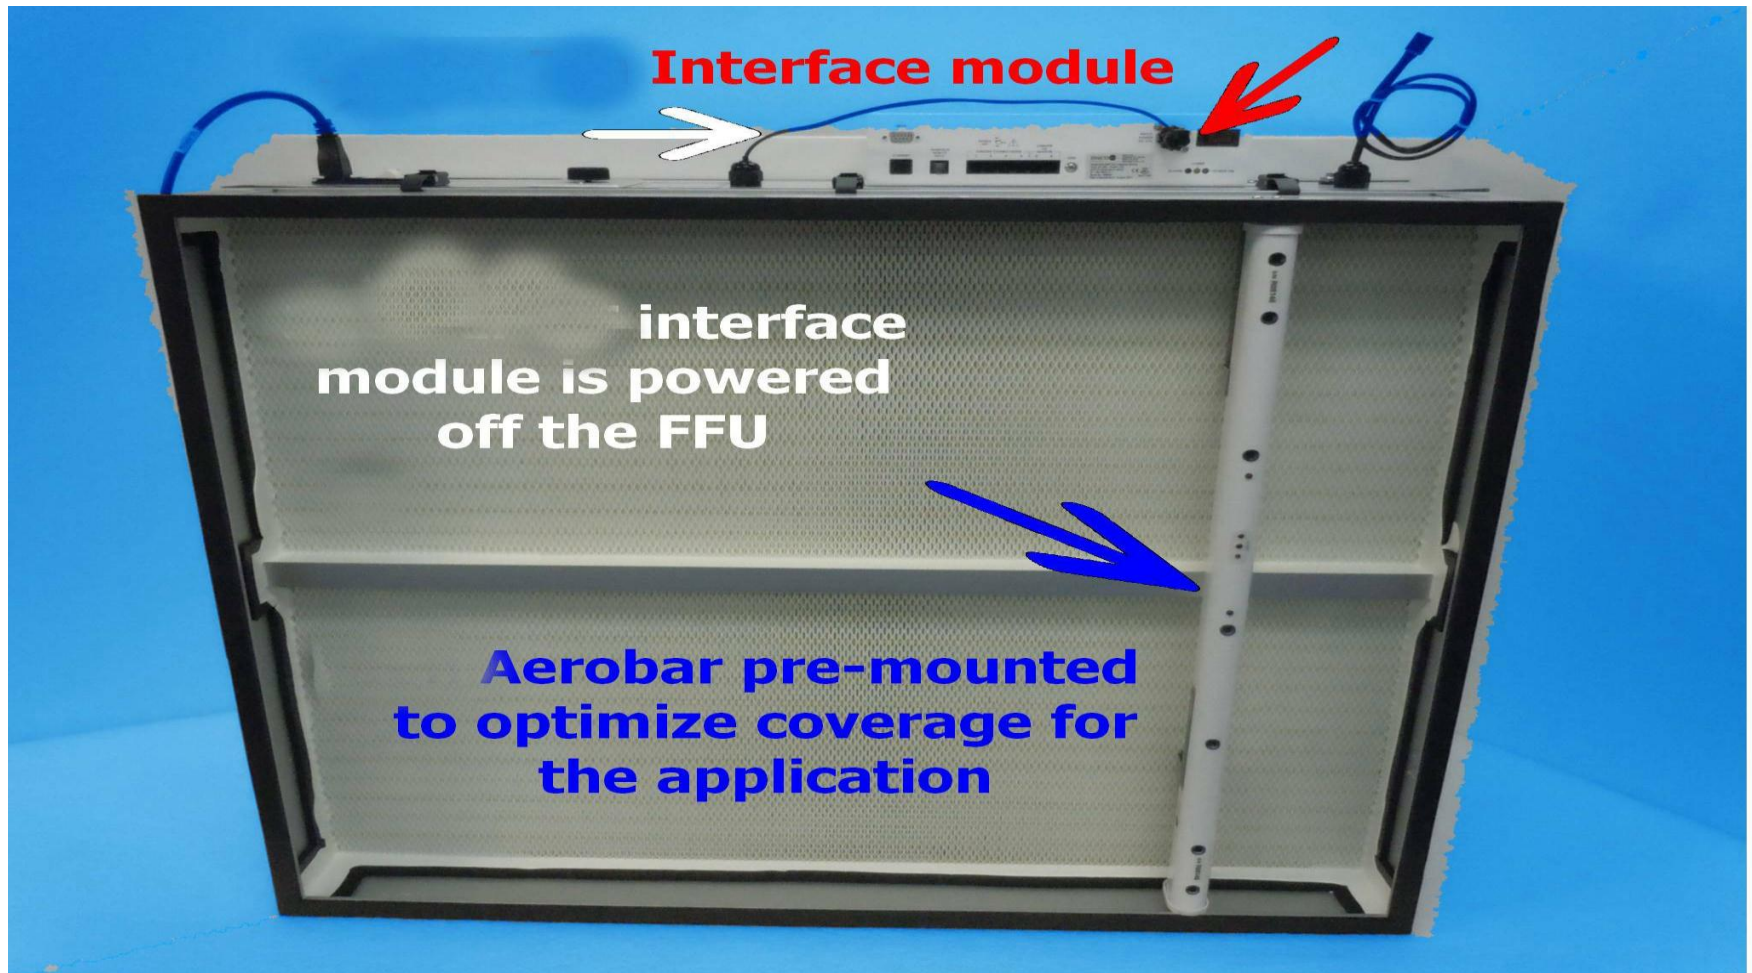 Interface module
interface
module is powered
off the FFU
Aerobar pre-mounted
to optimize coverage for
the application